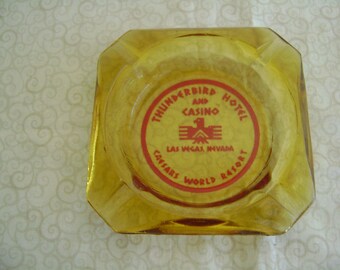 THUNDERBIRD HOTEL
AND
CASINO
LAS VEGAS, NEVADA
CAESARS WORLD RESORT